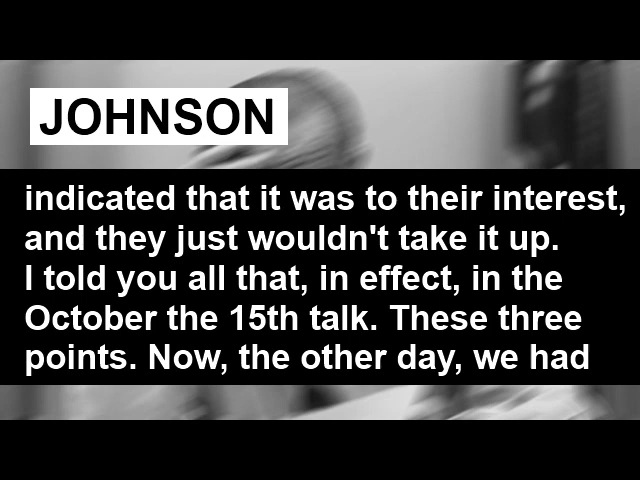 JOHNSON
indicated that it was to their interest,
and they just wouldn't take it up.
I told you all that, in effect, in the
October the 15th talk. These three
points. Now, the other day, we had